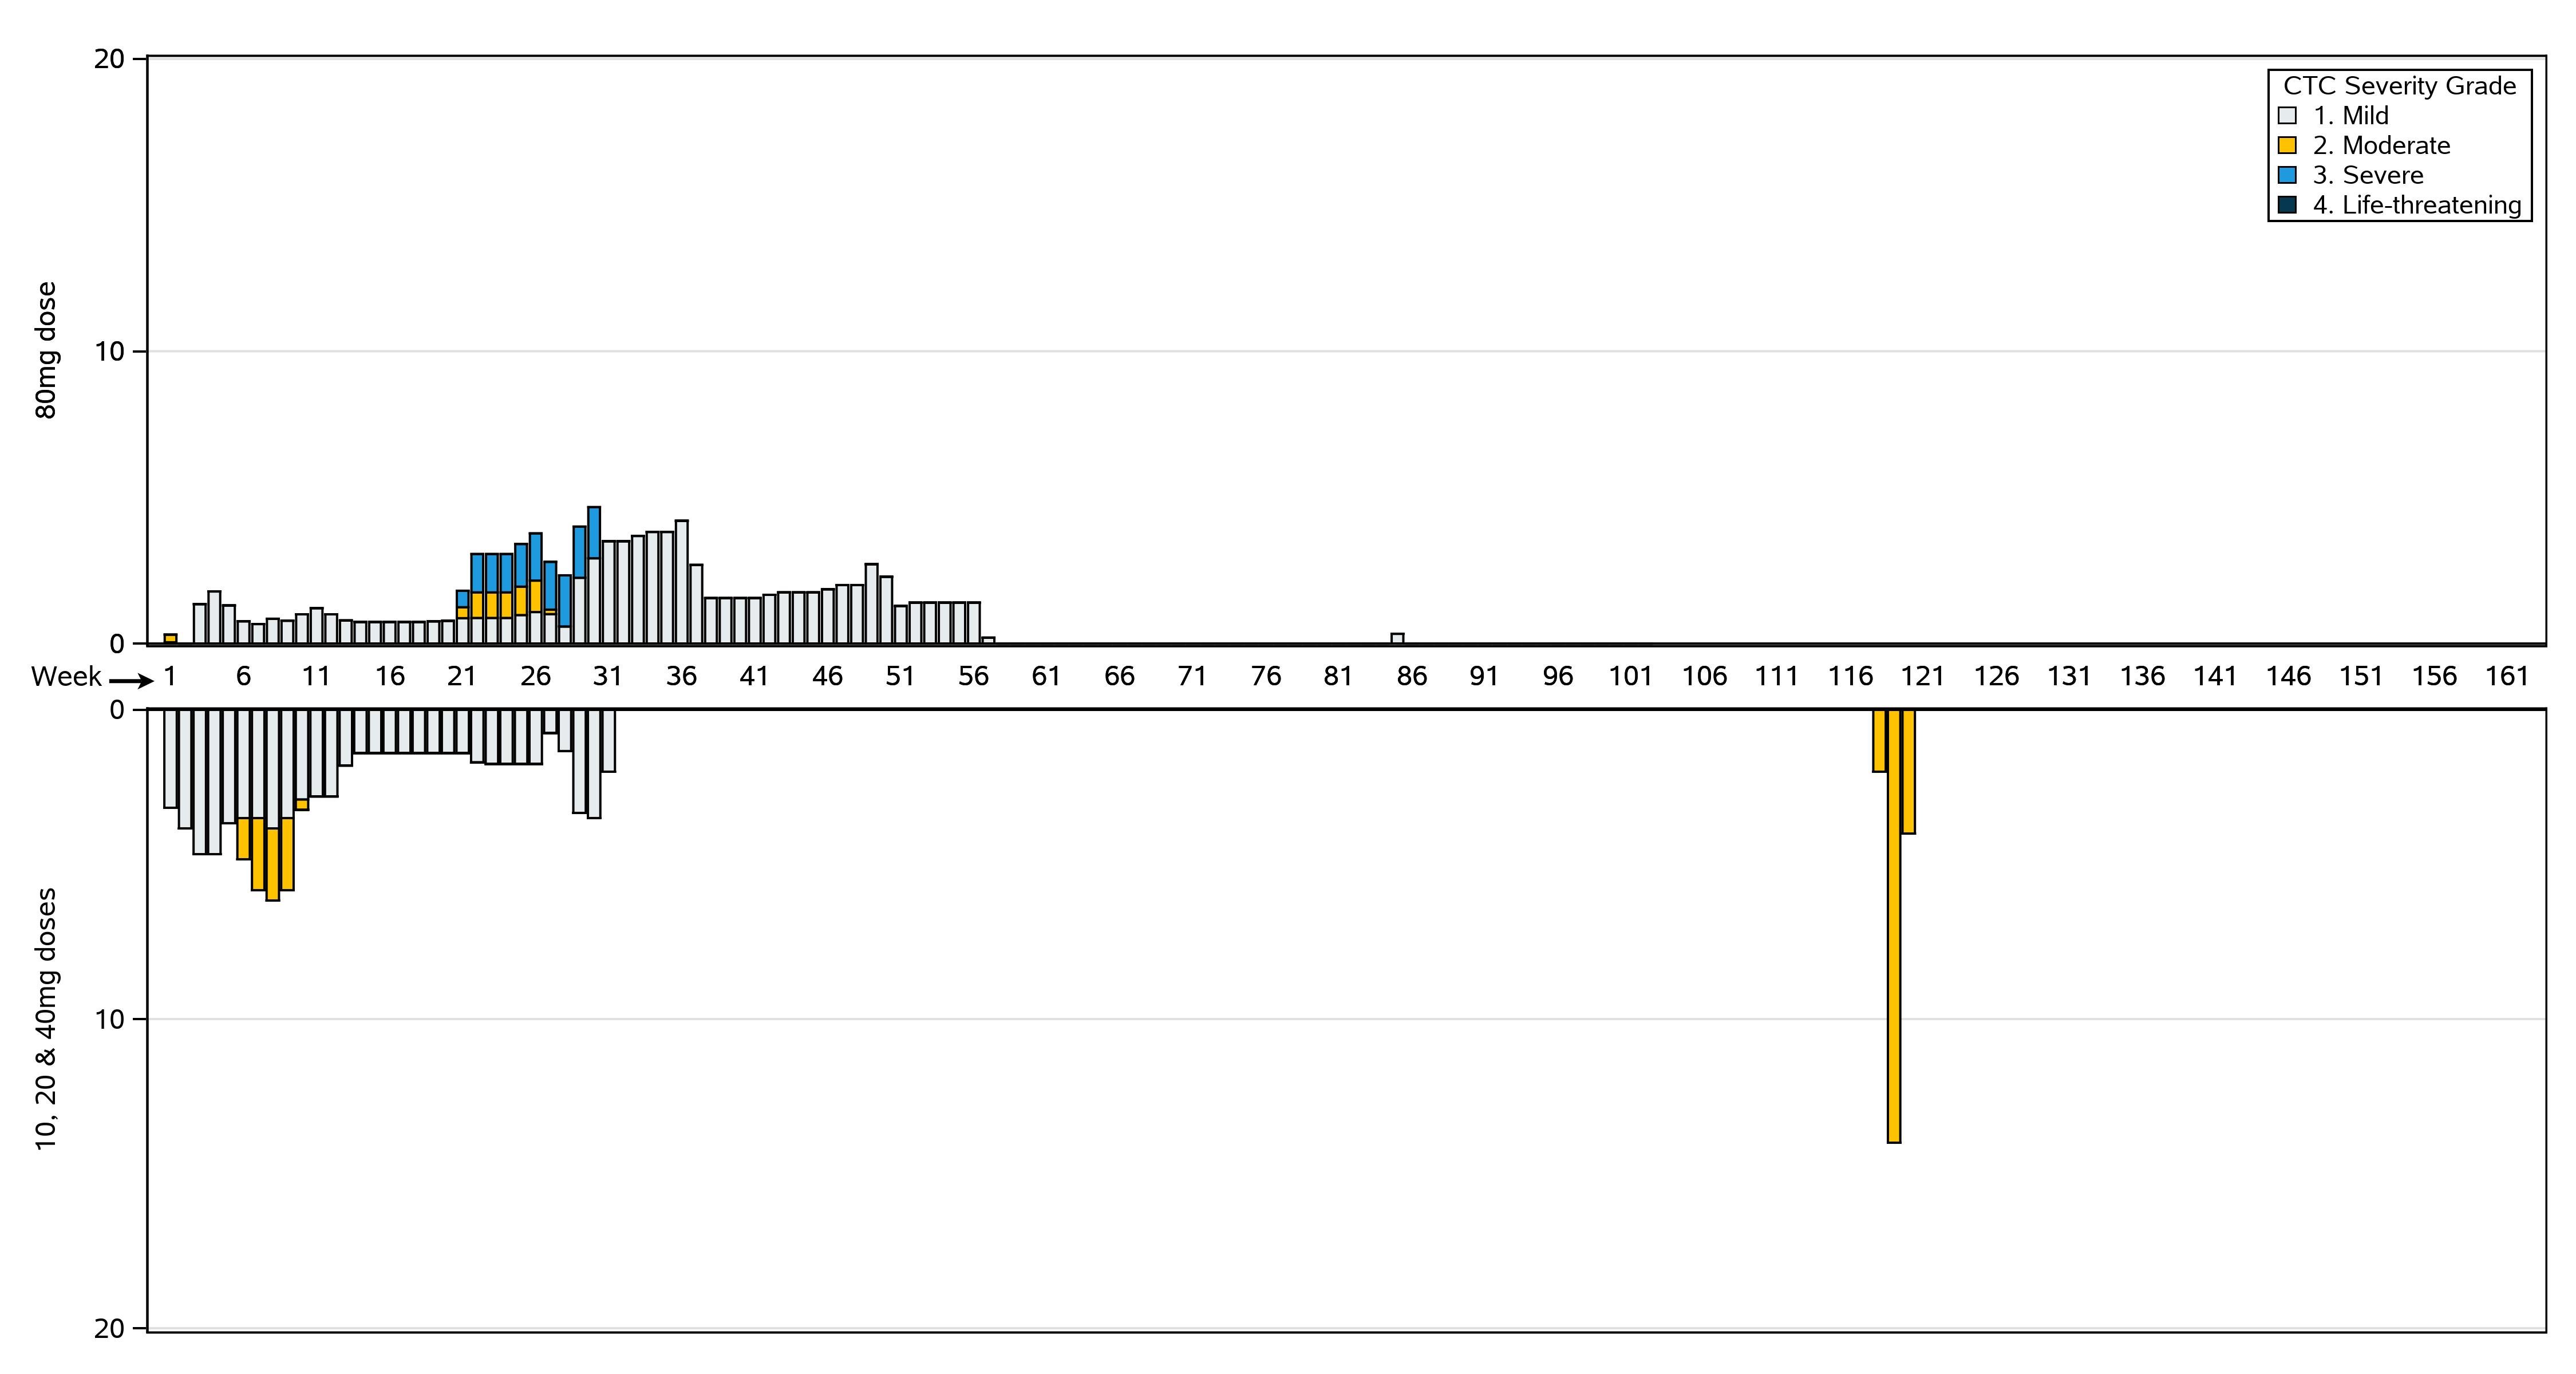 20
CTC Severity Grade
1. Mild
2. Moderate
3. Severe
4. Life-threatening
80mg dose
10
0
Week 1 6 11 16 21 26 31 36 41 46 51 56 61 66 71 76 81 86 91 96 101 106 111 116 121 126 131 136 141 146 151 156 161
0
10, 20 & 40mg doses
10
20